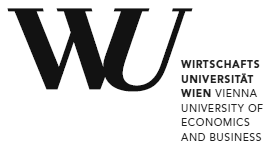 WU
WIRTSCHAFTS
UNIVERSITÄT
WIEN VIENNA
UNIVERSITY OF
ECONOMICS
AND BUSINESS